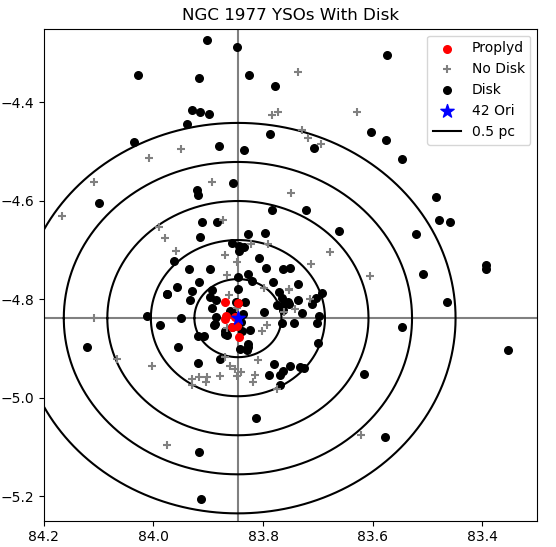 NGC 1977 YSOs With Disk
Proplyd
No Disk
Disk
42 Ori
0.5 pc
−4.4
−4.6
−4.8
−5.0
−5.2
84.2 84.0 83.8 83.6 83.4